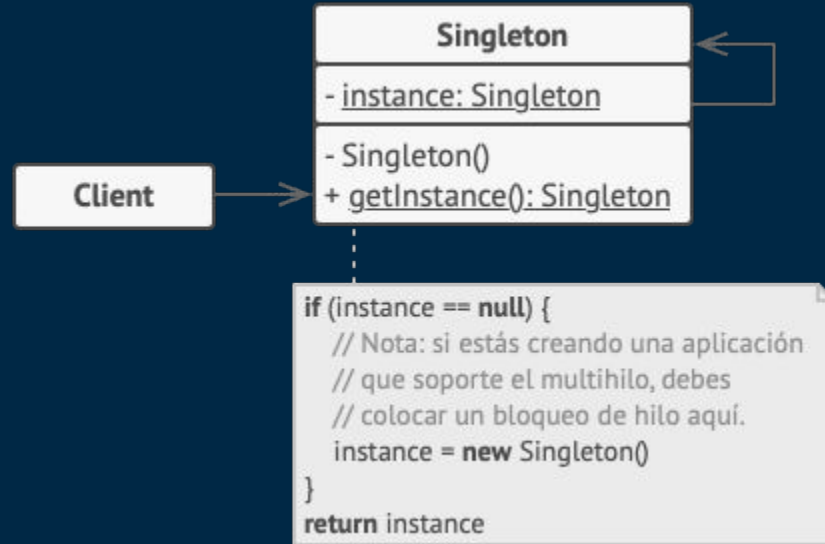 Singleton
- instance: Singleton
- Singleton()
+ getInstance(): Singleton
Client
if (instance == null) {
// Nota: si estás creando una aplicación
// que soporte el multihilo, debes
// colocar un bloqueo de hilo aquí.
instance = new Singleton()
}
return instance